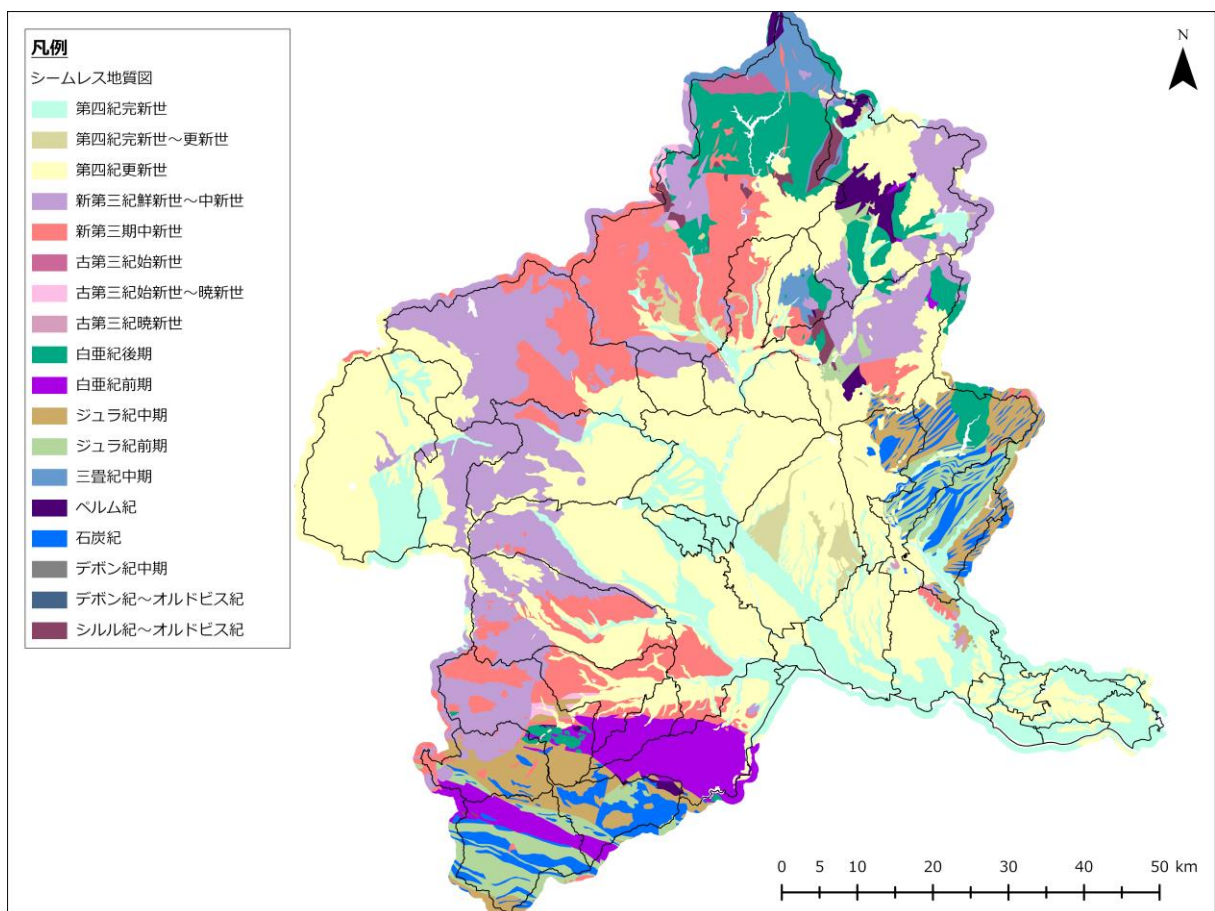 凡例
シームレス地質図
第四紀完新世
第四紀完新世～更新世
第四紀更新世
新第三紀鮮新世～中新世
新第三期中新世
古第三紀始新世
古第三紀始新世～暁新世
古第三紀暁新世
白亜紀後期
白亜紀前期
ジュラ紀中期
ジュラ紀前期
三畳紀中期
ペルム紀
石炭紀
デボン紀中期
デボン紀～オルドビス紀
シルル紀～オルドビス紀
N
0 5 10 20 30 40 50 km